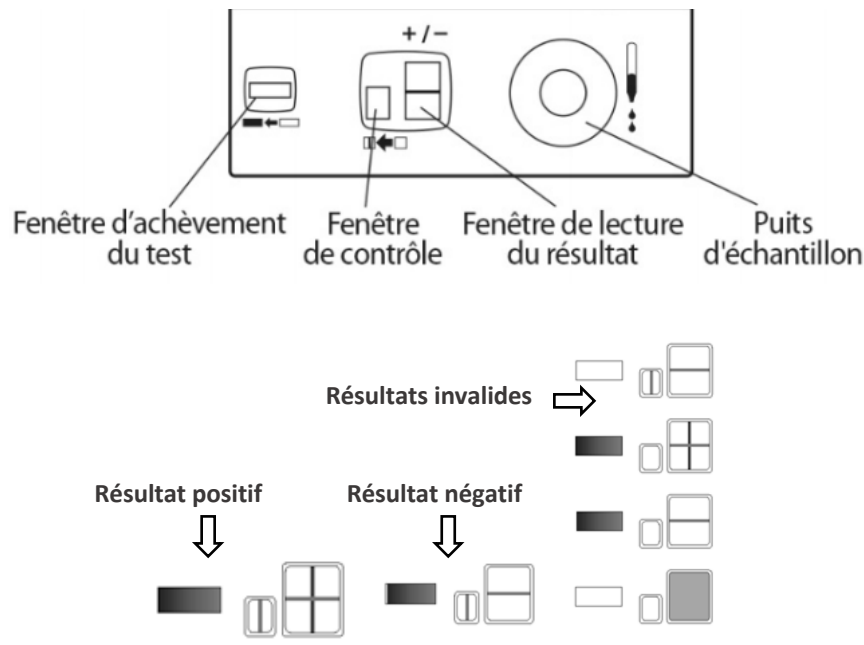 +/−
Fenêtre d'achèvement
du test
Fenêtre
de contrôle
Fenêtre de lecture
du résultat
Puits
d'échantillon
Résultats invalides
Résultat positif
Résultat négatif